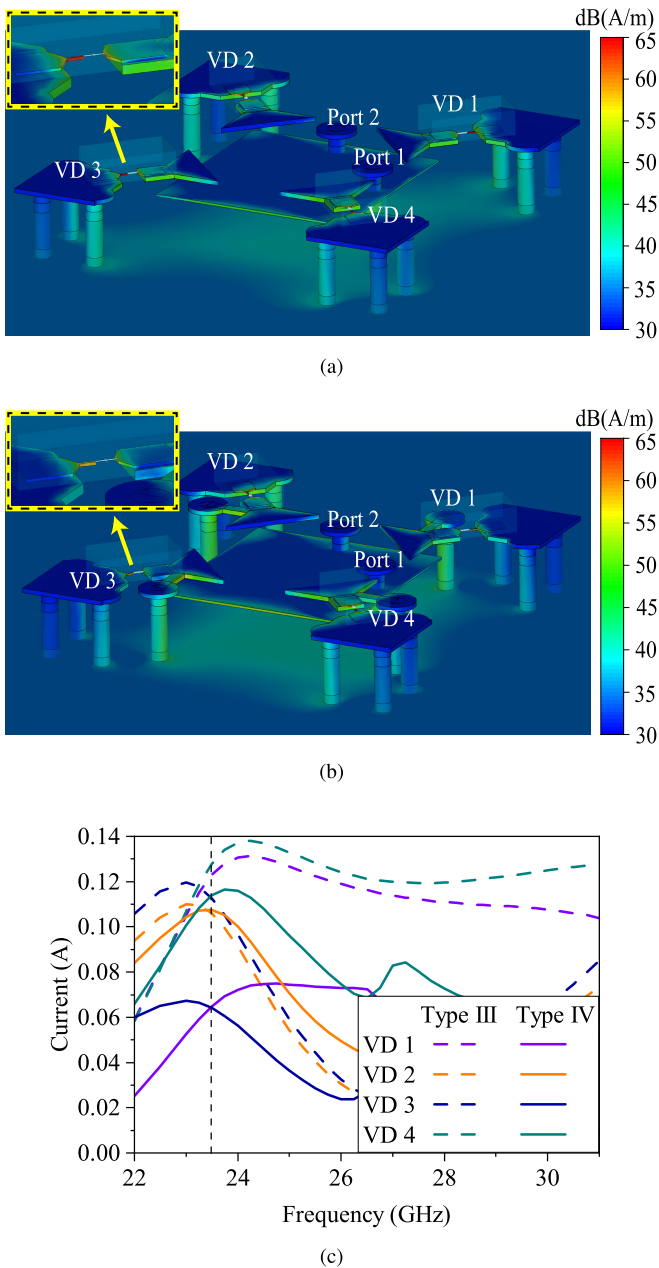 dB(A/m)
65
60
55
50
45
40
35
30
VD 2
VD 1
Port 2
Port 1
VD 3
VD 4
(a)
dB(A/m)
65
60
55
50
45
40
35
30
VD 2
VD 1
Port 2
Port 1
VD 3
VD 4
(b)
0.14
0.12
0.10
0.08
0.06
0.04
0.02
0.00
Current (A)
Type III Type IV
VD 1
VD 2
VD 3
VD 4
22 24 26 28 30
Frequency (GHz)
(c)